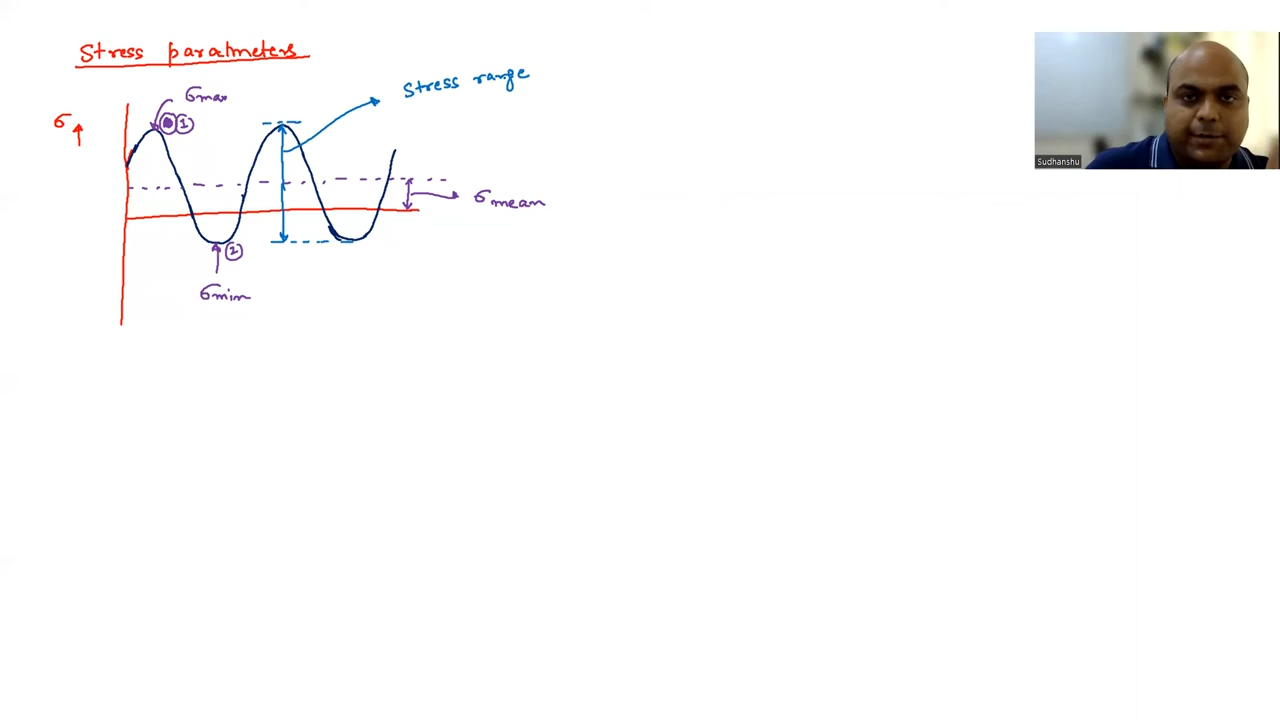 Stress parameters
Stress range
σmax
σ
①
σmean
②
σmin
Sudhanshu